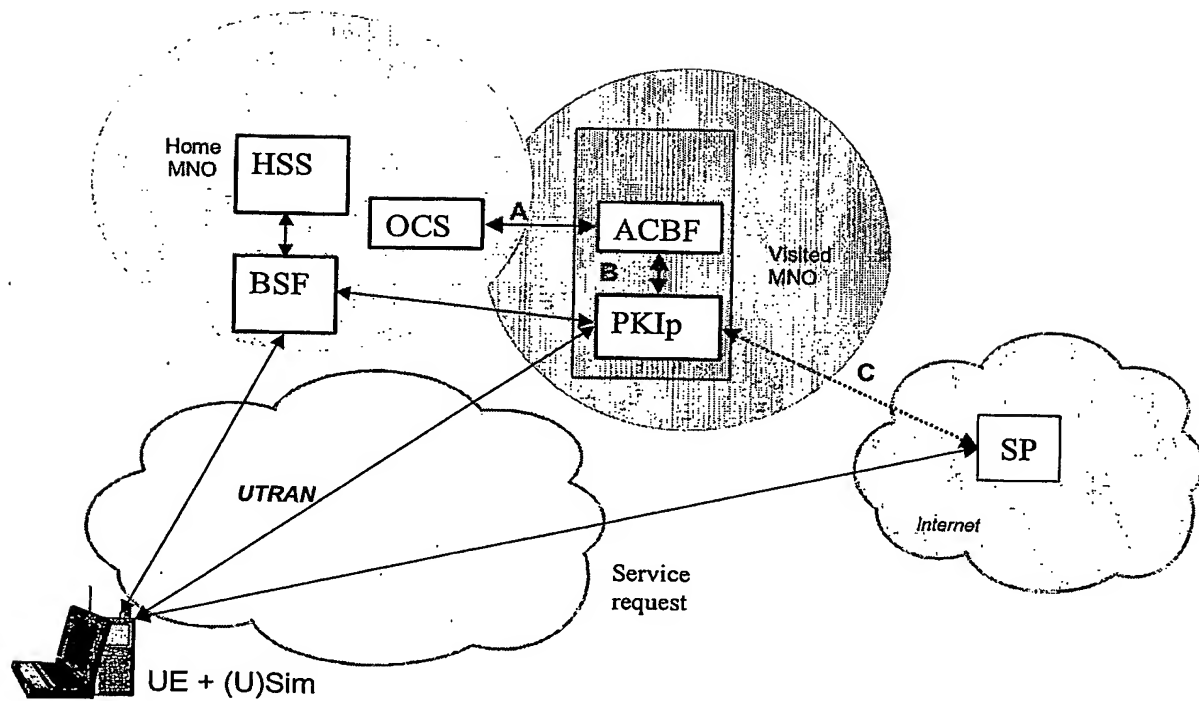 Home
MNO
HSS
OCS
A
ACBF
BSF
B
PKIp
Visited
MNO
C
SP
UTRAN
Internet
Service
request
UE + (U)Sim